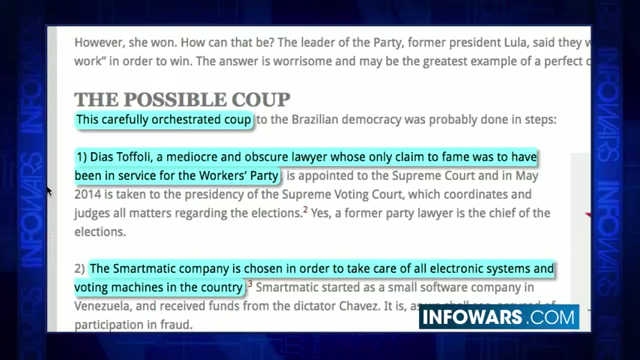 However, she won. How can that be? The leader of the Party, former president Lula, said they
work” in order to win. The answer is worrisome and may be the greatest example of a perfect
THE POSSIBLE COUP
This carefully orchestrated coup to the Brazilian democracy was probably done in steps:
1) Dias Toffoli, a mediocre and obscure lawyer whose only claim to fame was to have
been in service for the Workers’ Party is appointed to the Supreme Court and in May
2014 is taken to the presidency of the Supreme Voting Court, which coordinates and
judges all matters regarding the elections.2 Yes, a former party lawyer is the chief of the
elections.
2) The Smartmatic company is chosen in order to take care of all electronic systems and
voting machines in the country 3 Smartmatic started as a small software company in
Venezuela, and received funds from the dictator Chavez. It is, as
participation in fraud.
INFOWARS.COM
INFOWARS
INFOWARS
INFOWARS
INFOWARS